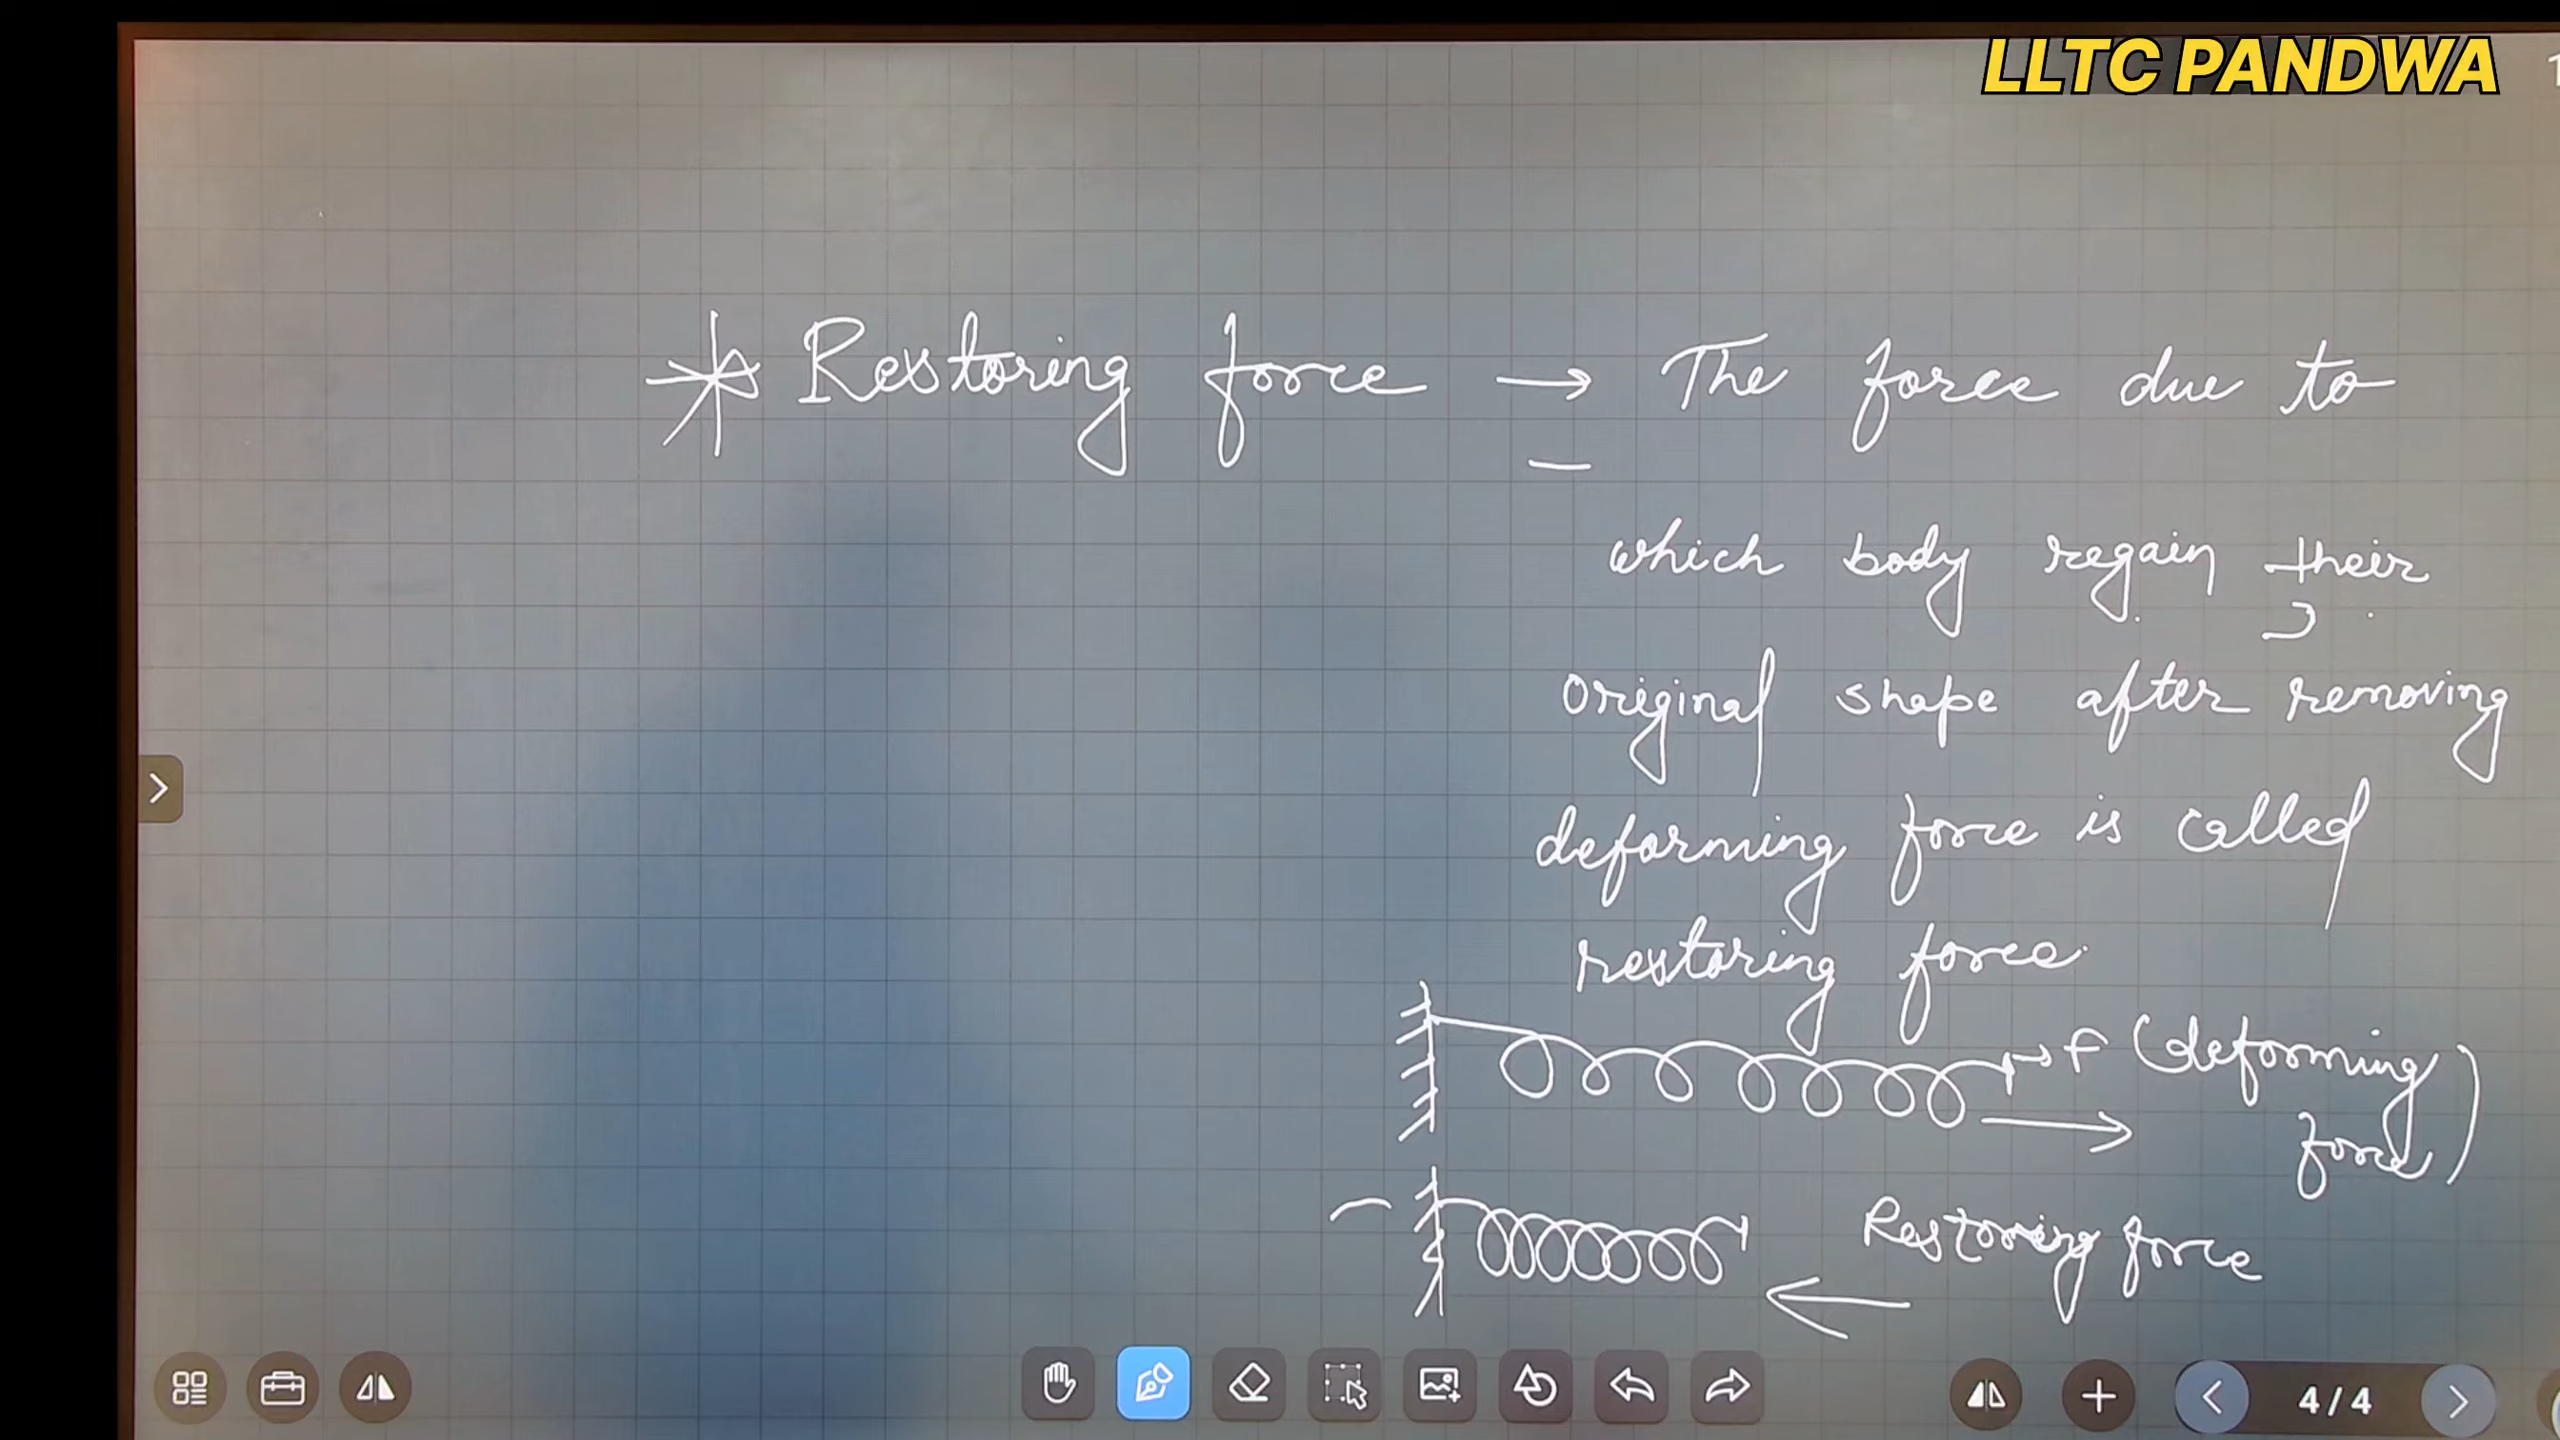 LLTC PANDWA
* Restoring force → The force due to
which body regain their
original shape after removing
deforming force is called
restoring force.
→ F (deforming
force)
Restoring force
4/4